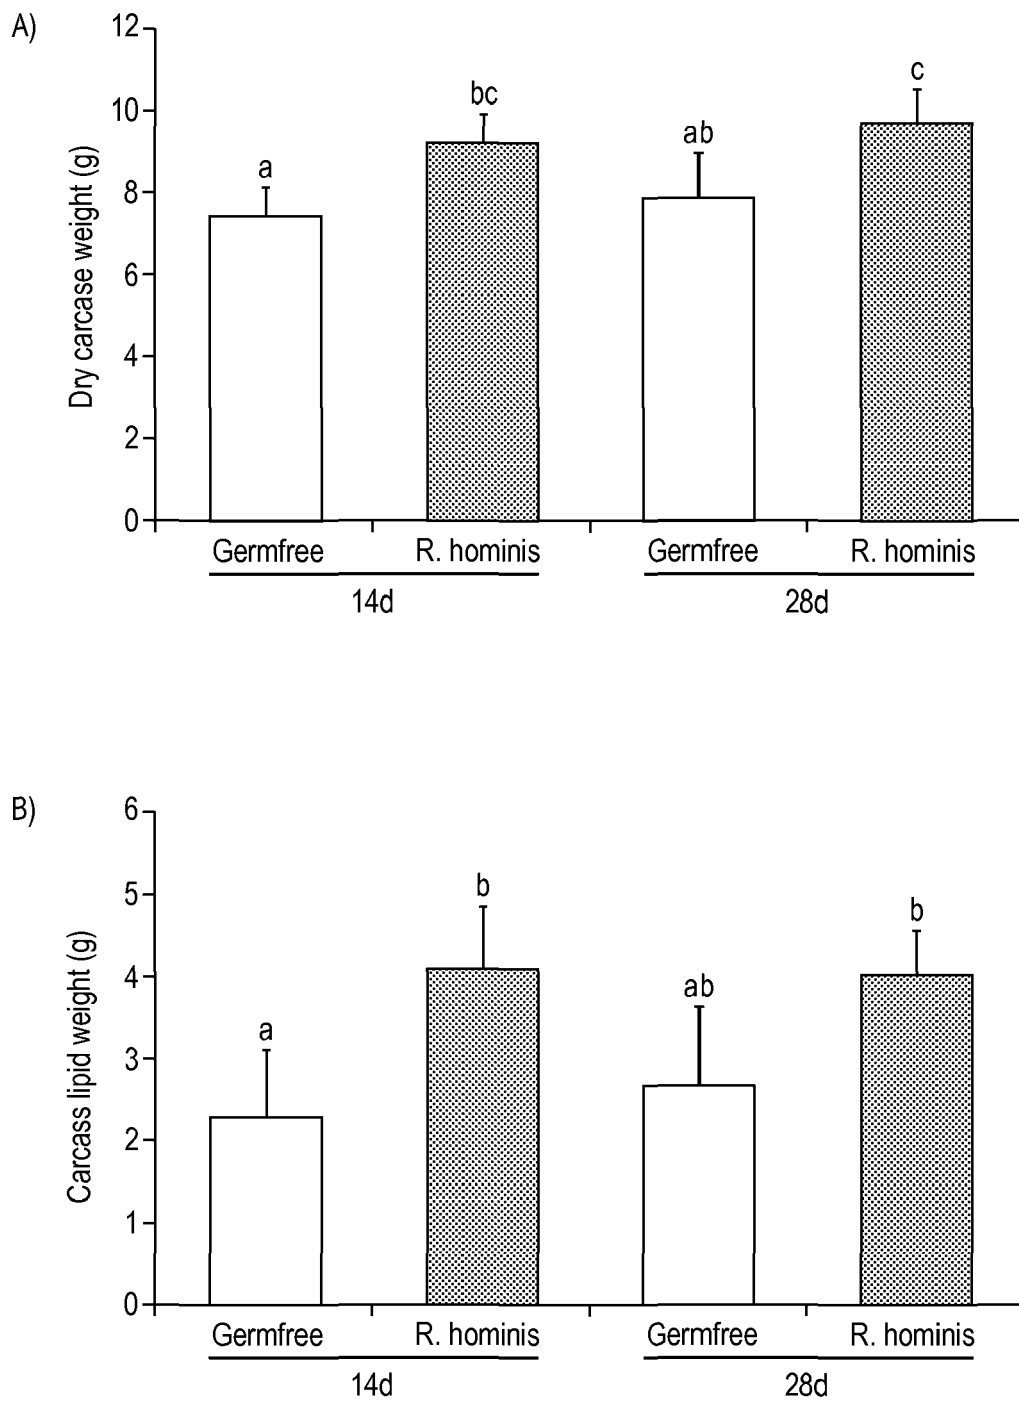 A)
12
10
8
6
4
2
0
Dry carcase weight (g)
a
bc
ab
c
Germfree R. hominis Germfree R. hominis
14d 28d
B)
6
5
4
3
2
1
0
Carcass lipid weight (g)
a
b
ab
b
Germfree R. hominis Germfree R. hominis
14d 28d